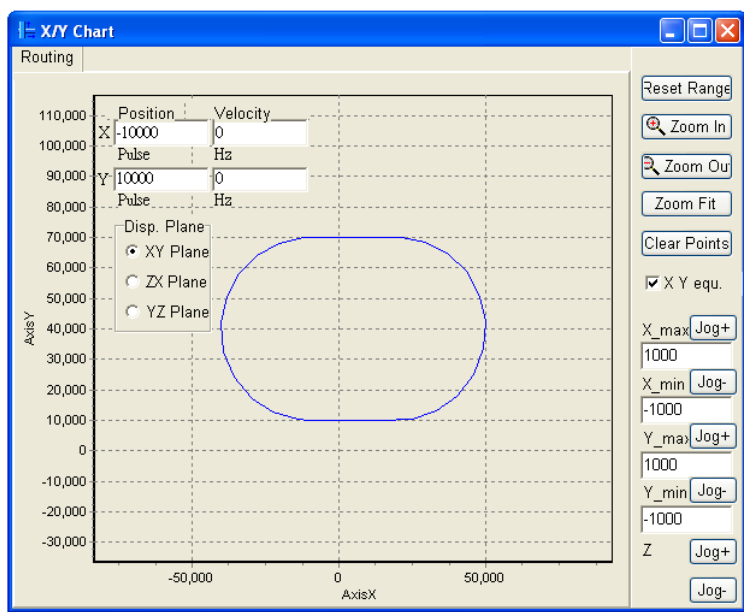 X/Y Chart
Routing
Position Velocity
X -10000 0
Pulse Hz
Y 10000 0
Pulse Hz
Disp. Plane
XY Plane
ZX Plane
YZ Plane
110,000
100,000
90,000
80,000
70,000
60,000
50,000
40,000
30,000
20,000
10,000
0
-10,000
-20,000
-30,000
AxisY
-50,000 0 50,000
AxisX
Reset Range
Zoom In
Zoom Ou
Zoom Fit
Clear Points
X Y equ.
X_max Jog+
1000
X_min Jog-
-1000
Y_max Jog+
1000
Y_min Jog-
-1000
Z Jog+
Jog-